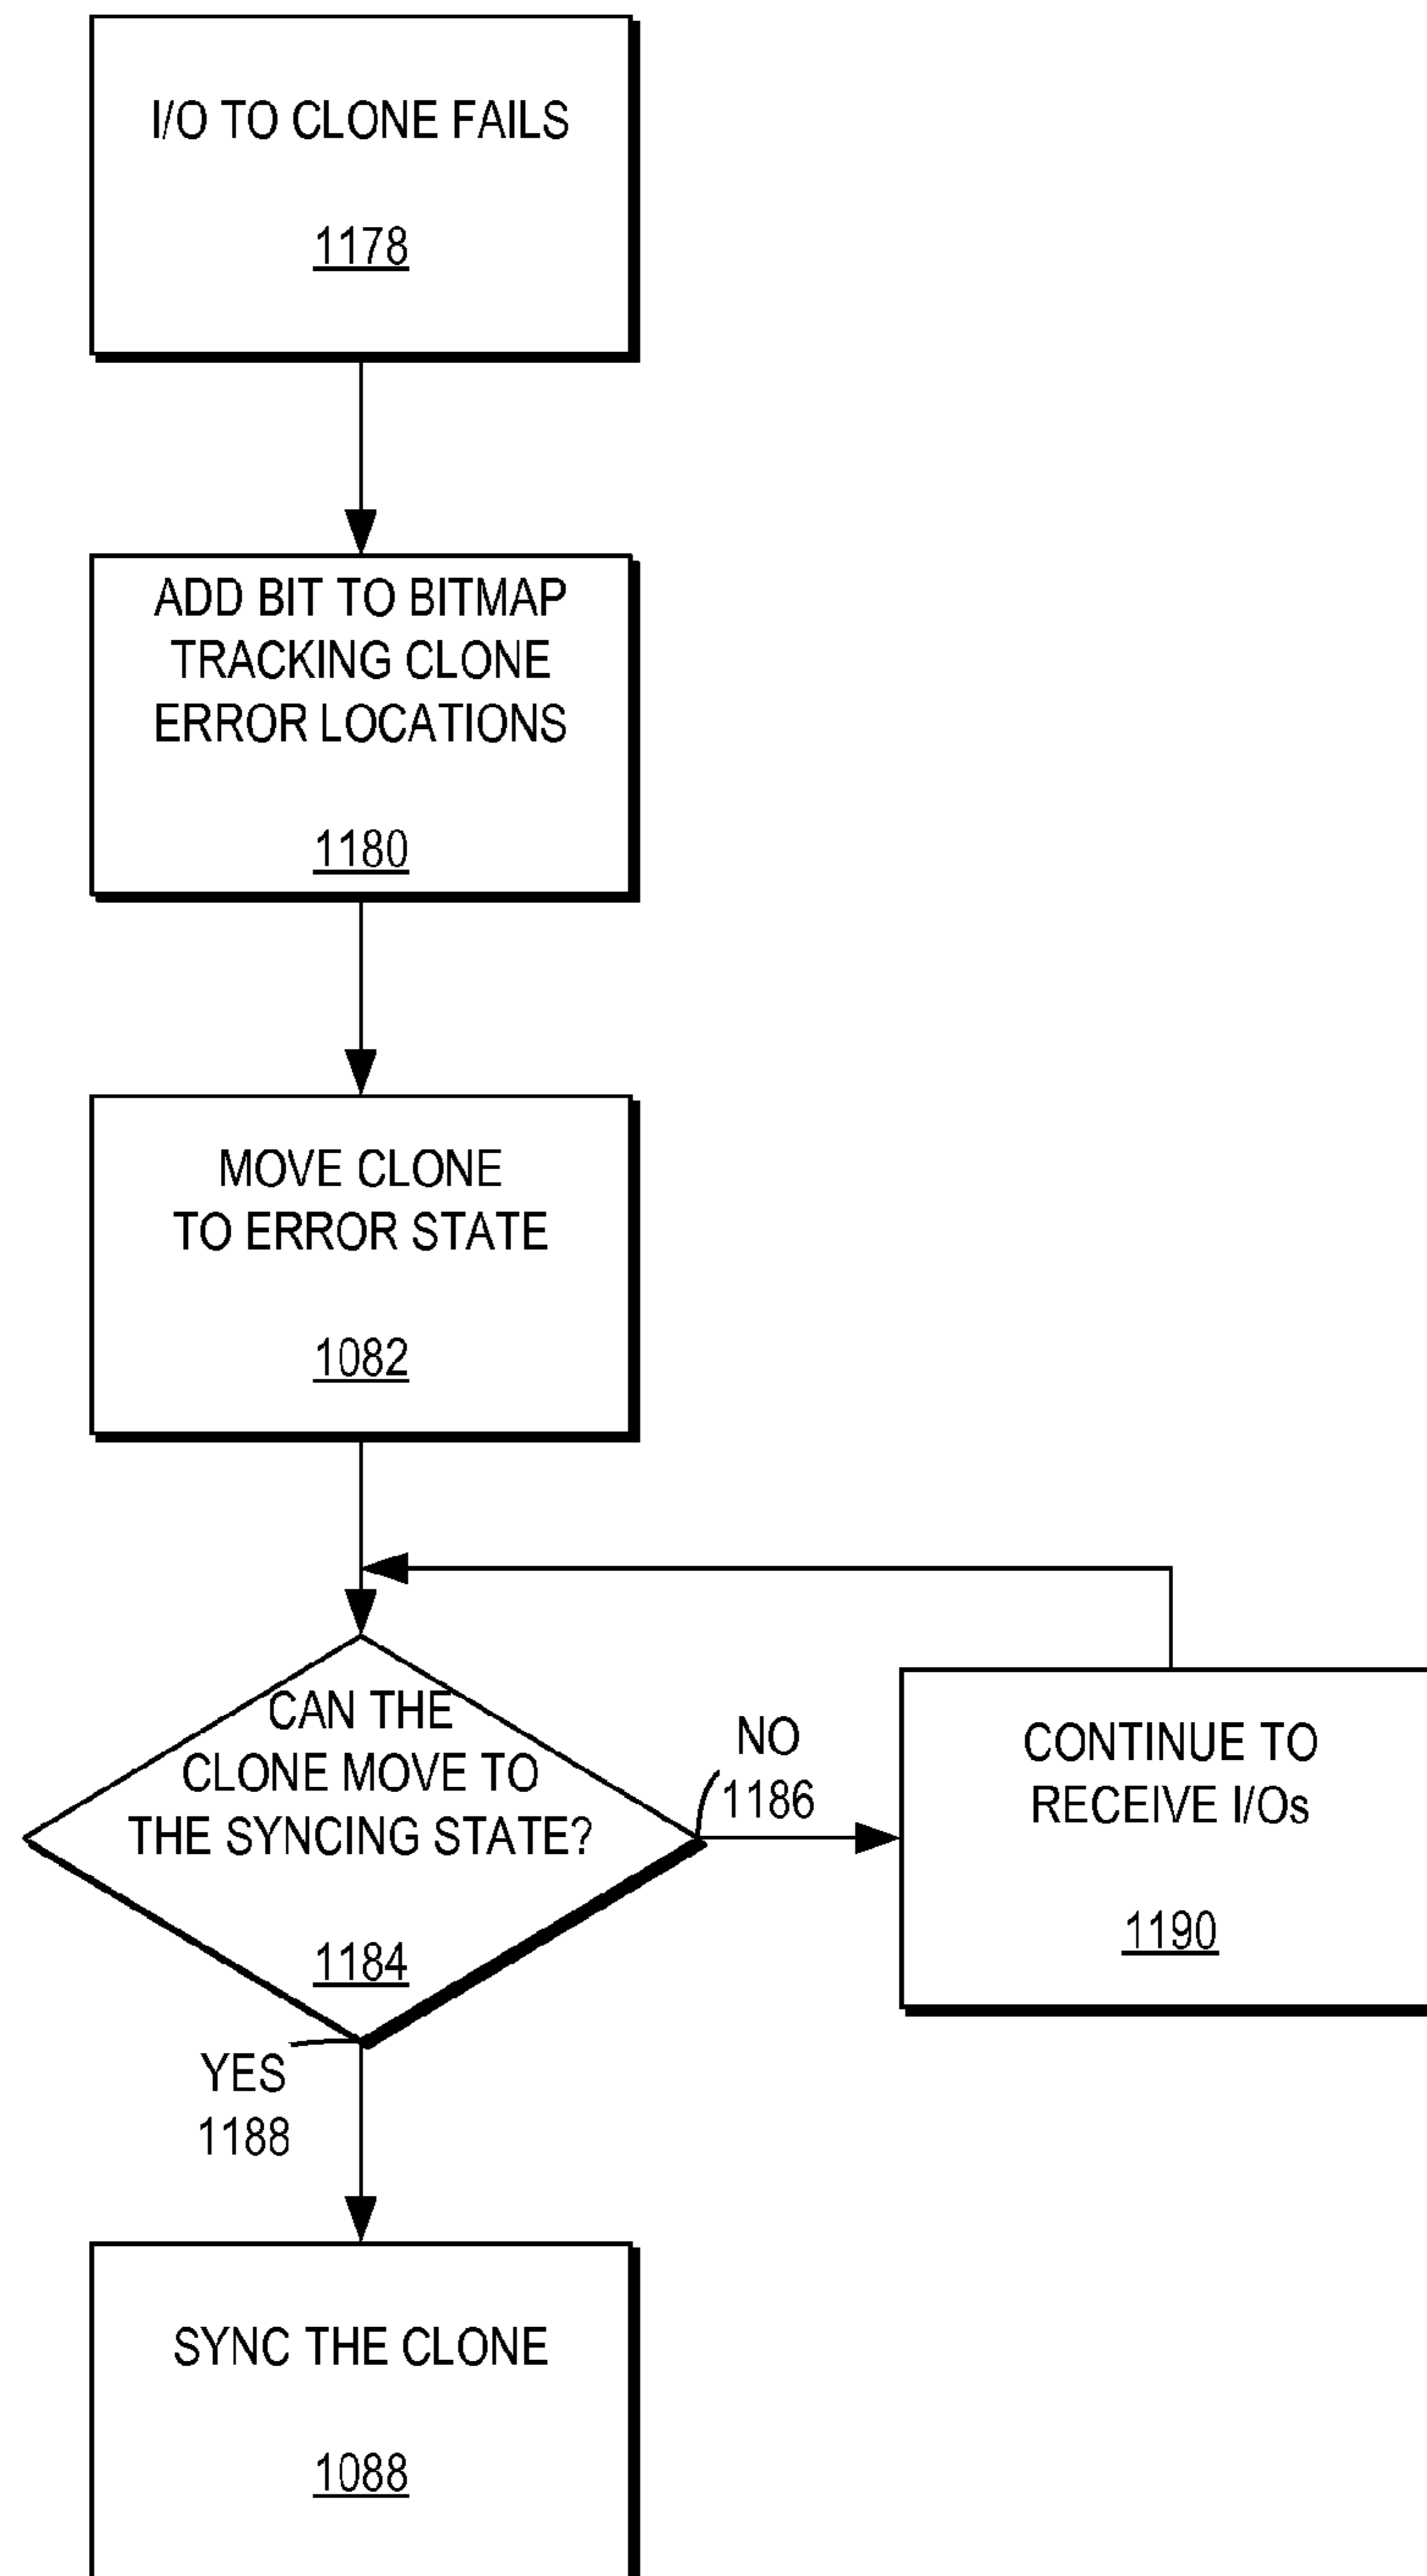 I/O TO CLONE FAILS
1178
ADD BIT TO BITMAP
TRACKING CLONE
ERROR LOCATIONS
1180
MOVE CLONE
TO ERROR STATE
1082
CAN THE
CLONE MOVE TO
THE SYNCING STATE?
1184
NO
1186
CONTINUE TO
RECEIVE I/Os
1190
YES
1188
SYNC THE CLONE
1088